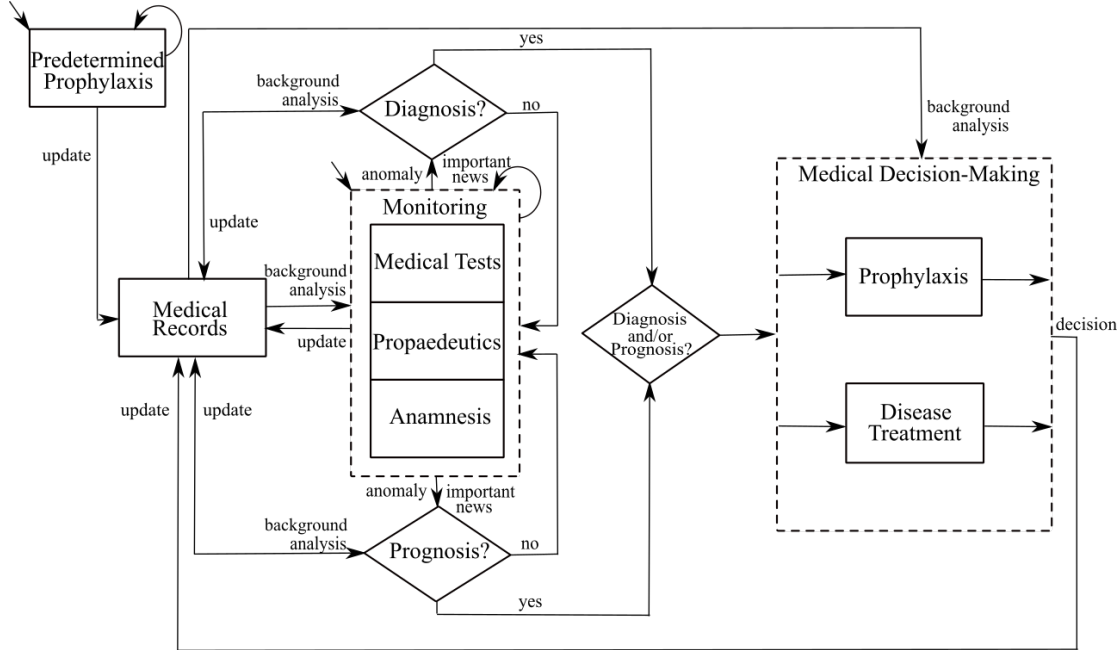 Predetermined
Prophylaxis
update
background
analysis
Diagnosis?
yes
no
anomaly
important
news
update
Monitoring
Medical Tests
Propaedeutics
Anamnesis
Medical
Records
background
analysis
update
update
update
anomaly
important
news
background
analysis
Prognosis?
no
yes
Diagnosis
and/or
Prognosis?
background
analysis
Medical Decision-Making
Prophylaxis
Disease
Treatment
decision